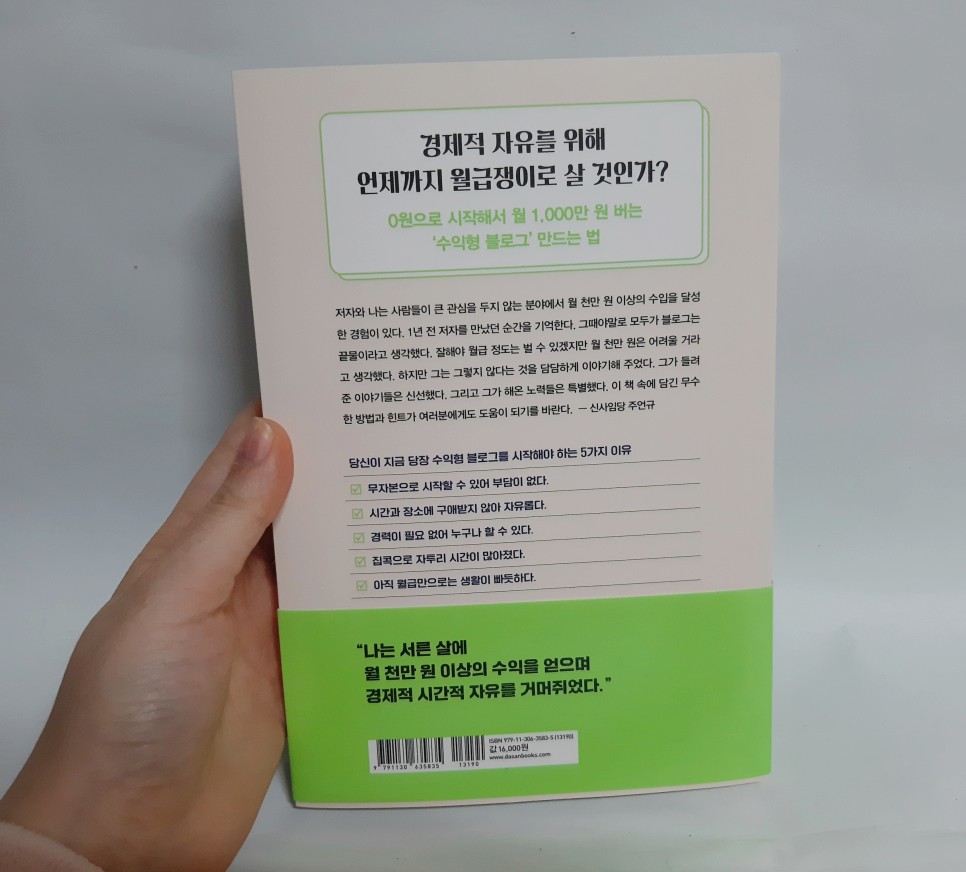 경제적 자유를 위해
언제까지 월급쟁이로 살 것인가?
0원으로 시작해서 월 1,000만 원 버는
‘수익형 블로그’ 만드는 법
저자와 나는 사람들이 큰 관심을 두지 않는 분야에서 월 천만 원 이상의 수입을 달성
한 경험이 있다. 1년 전 저자를 만났던 순간을 기억한다. 그때야말로 모두가 블로그는
끝물이라고 생각했다. 잘해야 월급 정도는 벌 수 있겠지만 월 천만 원은 어려울 거라
고 생각했다. 하지만 그는 그렇지 않다는 것을 담담하게 이야기해 주었다. 그가 들려
준 이야기들은 신선했다. 그리고 그가 해온 노력들은 특별했다. 이 책 속에 담긴 무수
한 방법과 힌트가 여러분에게도 도움이 되기를 바란다. — 신사임당 주언규
당신이 지금 당장 수익형 블로그를 시작해야 하는 5가지 이유
무자본으로 시작할 수 있어 부담이 없다.
시간과 장소에 구애받지 않아 자유롭다.
경력이 필요 없어 누구나 할 수 있다.
집콕으로 자투리 시간이 많아졌다.
아직 월급만으로는 생활이 빠듯하다.
“나는 서른 살에
월 천만 원 이상의 수익을 얻으며
경제적 시간적 자유를 거머쥐었다.”
ISBN 979-11-306-3583-5 (13190)
값 16,000원
www.dasanbooks.com
9 791130 635835 13190